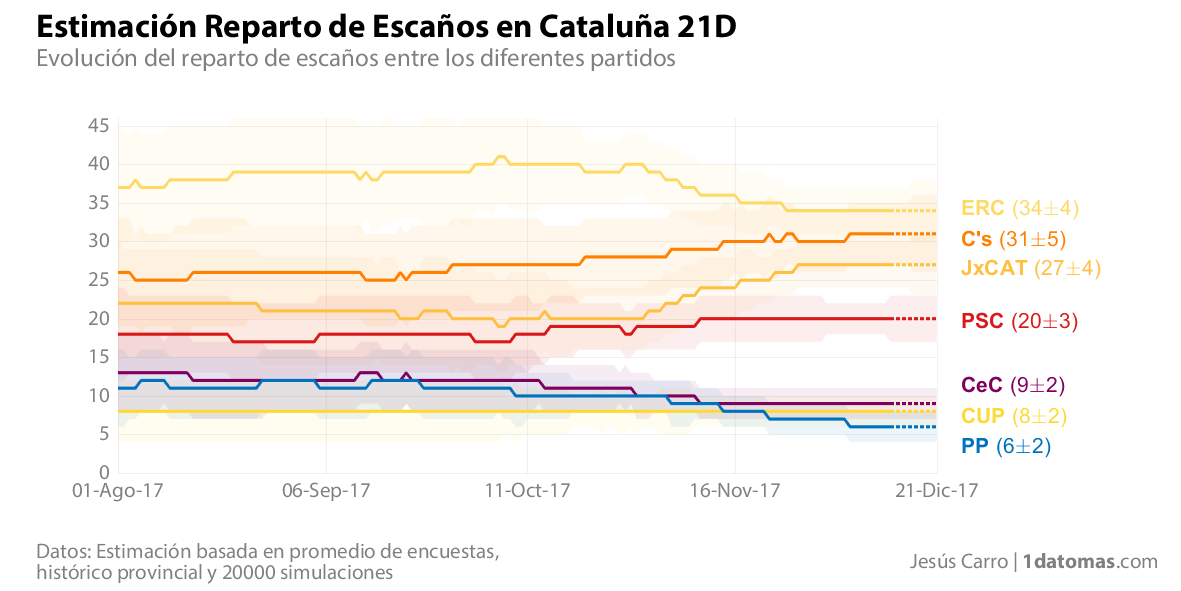 Estimación Reparto de Escaños en Cataluña 21D
Evolución del reparto de escaños entre los diferentes partidos
45
40
35
30
25
20
15
10
5
0
01-Ago-17
06-Sep-17
11-Oct-17
16-Nov-17
21-Dic-17
ERC (34±4)
C's (31±5)
JxCAT (27±4)
PSC (20±3)
CeC (9±2)
CUP (8±2)
PP (6±2)
Datos: Estimación basada en promedio de encuestas,
histórico provincial y 20000 simulaciones
Jesús Carro | 1datomas.com